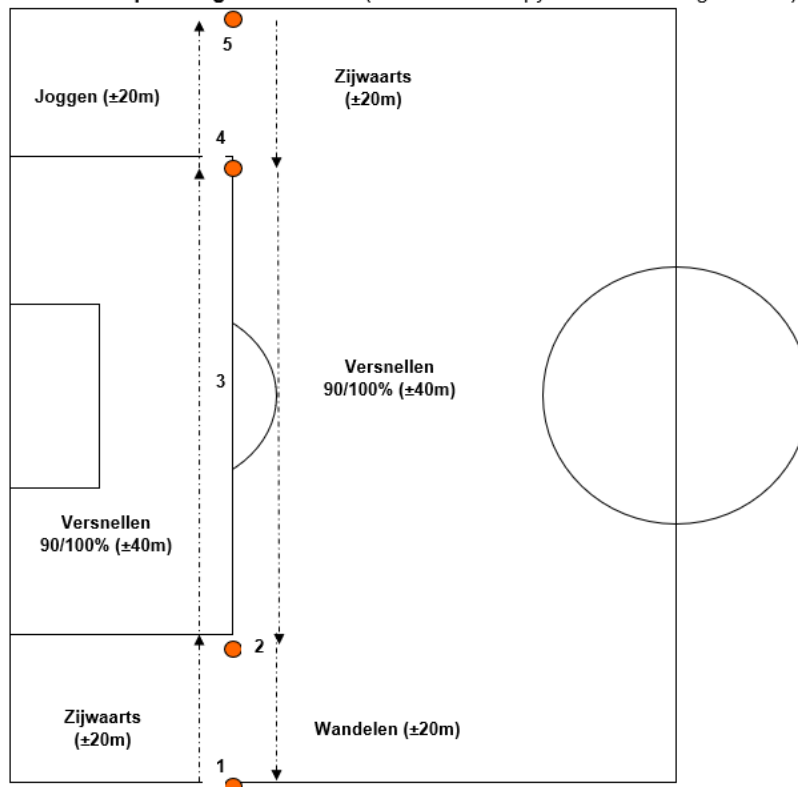 5
Zijwaarts
(±20m)
Joggen (±20m)
4
Versnellen
90/100% (±40m)
3
Versnellen
90/100% (±40m)
2
Zijwaarts
(±20m)
Wandelen (±20m)
1